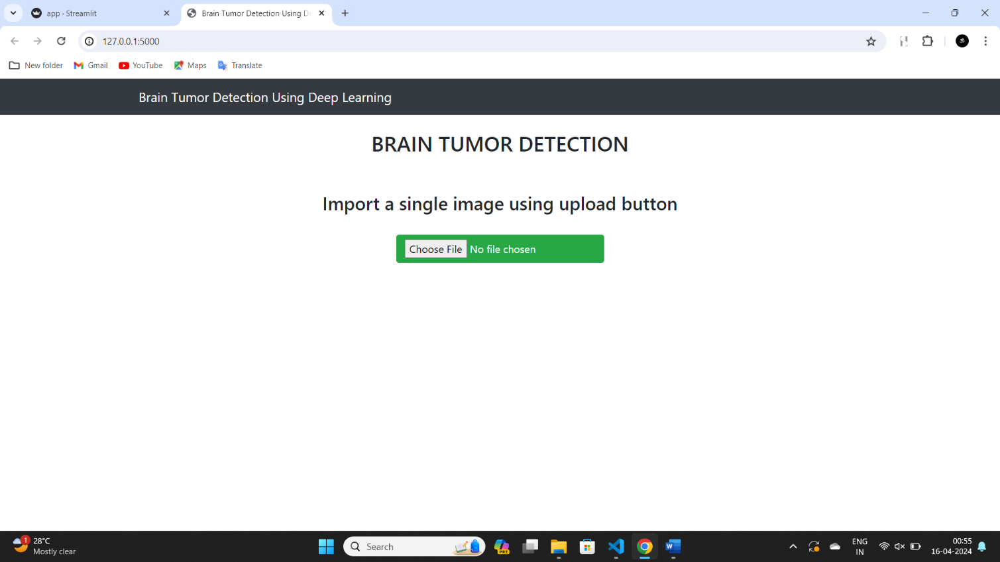 app · Streamlit
Brain Tumor Detection Using De
127.0.0.1:5000
New folder
Gmail
YouTube
Maps
Translate
Brain Tumor Detection Using Deep Learning
BRAIN TUMOR DETECTION
Import a single image using upload button
Choose File No file chosen
1
28°C
Mostly clear
Search
PRE
W
ENG
IN
00:55
16-04-2024